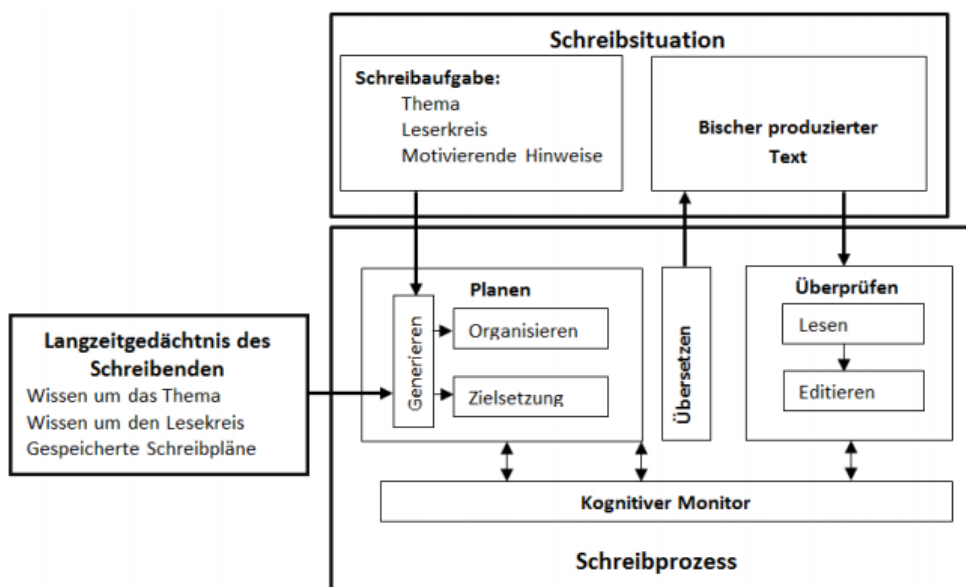 Schreibsituation
Schreibaufgabe:
Thema
Leserkreis
Motivierende Hinweise
Bischer produzierter
Text
Langzeitgedächtnis des
Schreibenden
Wissen um das Thema
Wissen um den Lesekreis
Gespeicherte Schreibpläne
Planen
Generieren
Organisieren
Zielsetzung
Übersetzen
Überprüfen
Lesen
Editieren
Kognitiver Monitor
Schreibprozess